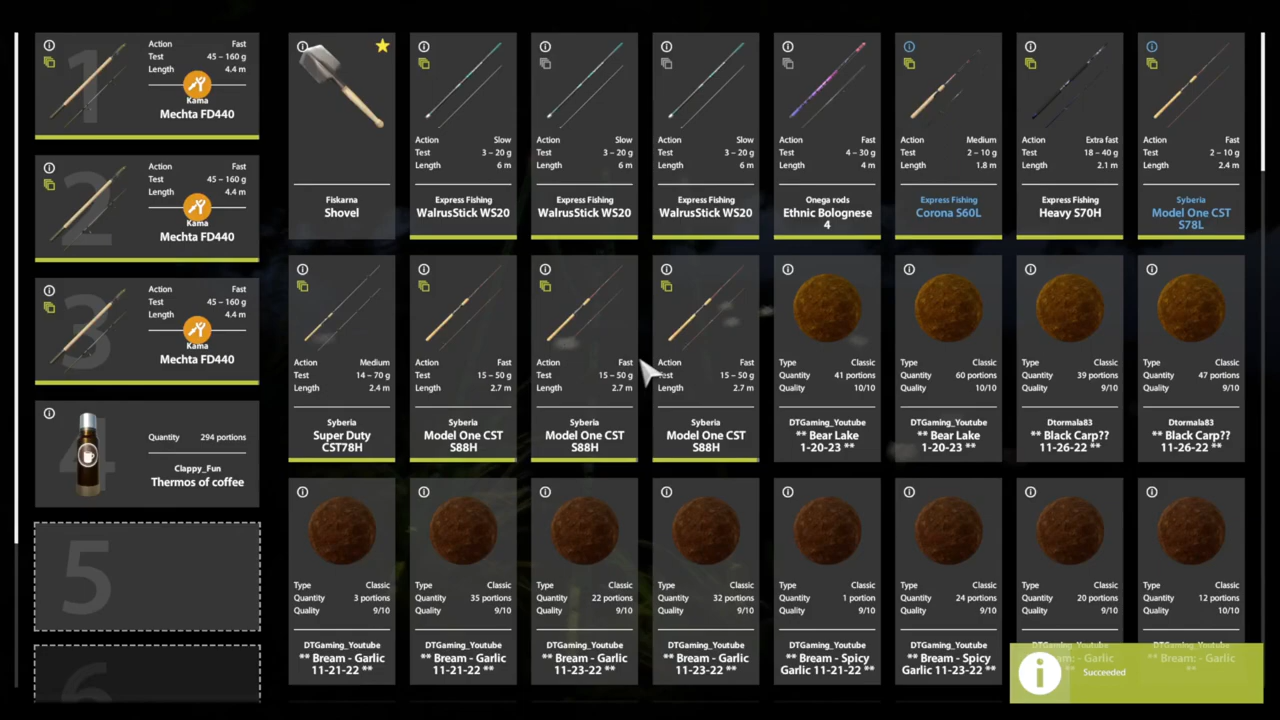 1
Action Fast
Test 45 – 160 g
Length 4.4 m
Kama
Mechta FD440
2
Action Fast
Test 45 – 160 g
Length 4.4 m
Kama
Mechta FD440
3
Action Fast
Test 45 – 160 g
Length 4.4 m
Kama
Mechta FD440
4
Quantity 294 portions
Clappy_Fun
Thermos of coffee
5
6
Fiskarna
Shovel
Action Slow
Test 3 – 20 g
Length 6 m
Express Fishing
WalrusStick WS20
Action Slow
Test 3 – 20 g
Length 6 m
Express Fishing
WalrusStick WS20
Action Slow
Test 3 – 20 g
Length 6 m
Express Fishing
WalrusStick WS20
Action Fast
Test 4 – 30 g
Length 4 m
Onega rods
Ethnic Bolognese
4
Action Medium
Test 2 – 10 g
Length 1.8 m
Express Fishing
Corona S60L
Action Extra fast
Test 18 – 40 g
Length 2.1 m
Express Fishing
Heavy S70H
Action Fast
Test 2 – 10 g
Length 2.4 m
Syberia
Model One CST
S78L
Action Medium
Test 14 – 70 g
Length 2.4 m
Syberia
Super Duty
CST78H
Action Fast
Test 15 – 50 g
Length 2.7 m
Syberia
Model One CST
S88H
Action Fast
Test 15 – 50 g
Length 2.7 m
Syberia
Model One CST
S88H
Action Fast
Test 15 – 50 g
Length 2.7 m
Syberia
Model One CST
S88H
Type Classic
Quantity 41 portions
Quality 10/10
DTGaming_Youtube
** Bear Lake
1-20-23 **
Type Classic
Quantity 60 portions
Quality 10/10
DTGaming_Youtube
** Bear Lake
1-20-23 **
Type Classic
Quantity 39 portions
Quality 9/10
Dtormala83
** Black Carp??
11-26-22 **
Type Classic
Quantity 47 portions
Quality 9/10
Dtormala83
** Black Carp??
11-26-22 **
Type Classic
Quantity 3 portions
Quality 9/10
DTGaming_Youtube
** Bream - Garlic
11-21-22 **
Type Classic
Quantity 35 portions
Quality 9/10
DTGaming_Youtube
** Bream - Garlic
11-21-22 **
Type Classic
Quantity 22 portions
Quality 9/10
DTGaming_Youtube
** Bream - Garlic
11-23-22 **
Type Classic
Quantity 32 portions
Quality 9/10
DTGaming_Youtube
** Bream - Garlic
11-23-22 **
Type Classic
Quantity 1 portion
Quality 9/10
DTGaming_Youtube
** Bream - Spicy
Garlic 11-21-22 **
Type Classic
Quantity 24 portions
Quality 9/10
DTGaming_Youtube
** Bream - Spicy
Garlic 11-23-22 **
Type Classic
Quantity 20 portions
Quality 9/10
DTGaming_Youtube
** Bream: - Garlic
Type Classic
Quantity 12 portions
Quality 10/10
DTGaming_Youtube
** Bream: - Garlic
Succeeded